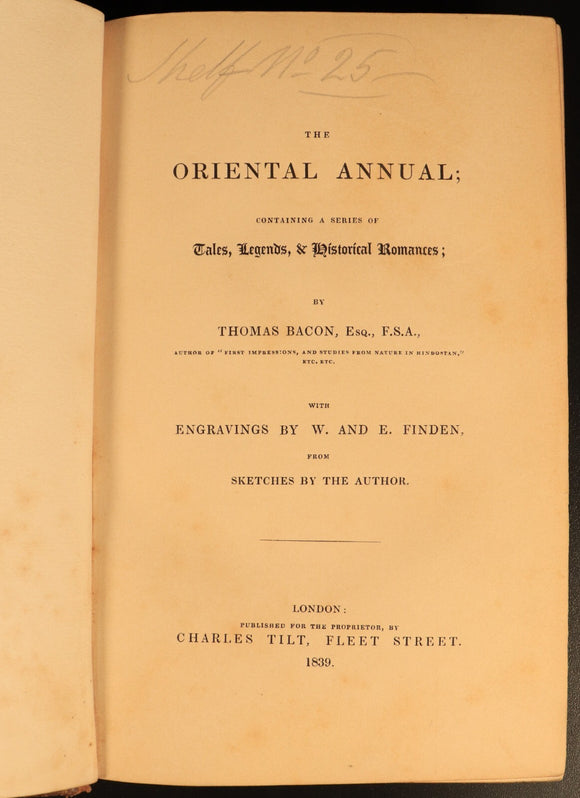 Shelf No 25
THE
ORIENTAL ANNUAL;
CONTAINING A SERIES OF
Tales, Legends, & Historical Romances;
BY
THOMAS BACON, Esq., F.S.A.,
AUTHOR OF "FIRST IMPRESSIONS, AND STUDIES FROM NATURE IN HINDOSTAN,"
ETC. ETC.
WITH
ENGRAVINGS BY W. AND E. FINDEN,
FROM
SKETCHES BY THE AUTHOR.
LONDON:
PUBLISHED FOR THE PROPRIETOR, BY
CHARLES TILT, FLEET STREET.
1839.